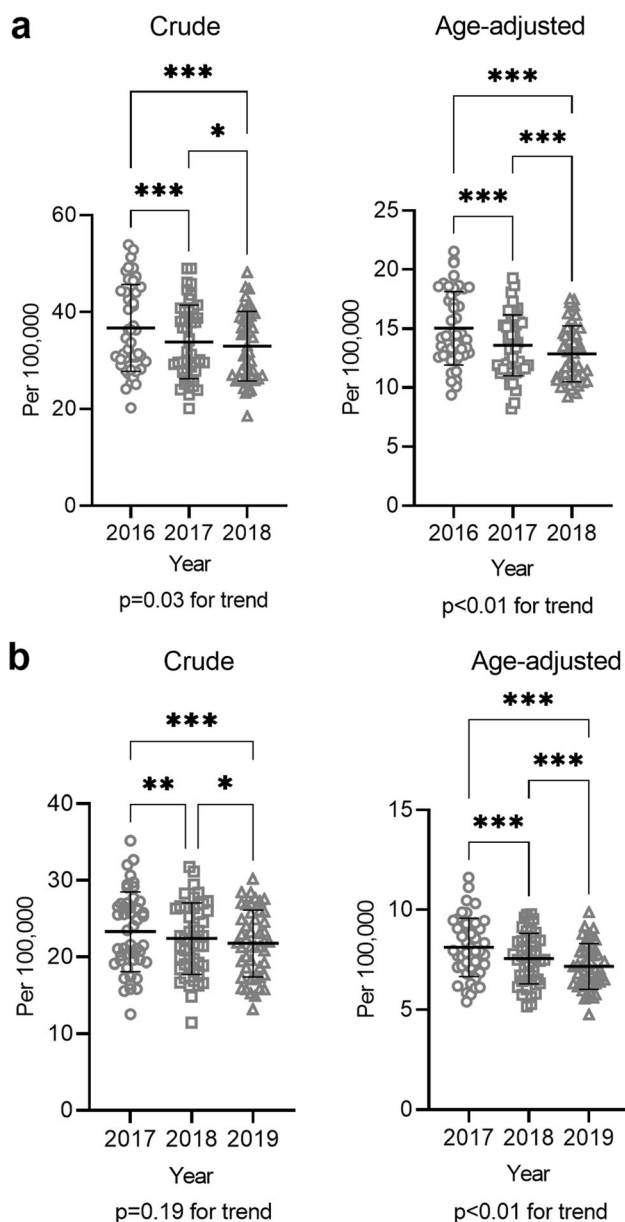 a
Crude
Age-adjusted
***
***
*
***
***
***
60
40
20
0
Per 100,000
2016 2017 2018
Year
p=0.03 for trend
25
20
15
10
5
0
Per 100,000
2016 2017 2018
Year
p<0.01 for trend
b
Crude
Age-adjusted
***
**
*
40
30
20
10
0
Per 100,000
2017 2018 2019
Year
p=0.19 for trend
***
***
***
15
10
5
0
Per 100,000
2017 2018 2019
Year
p<0.01 for trend